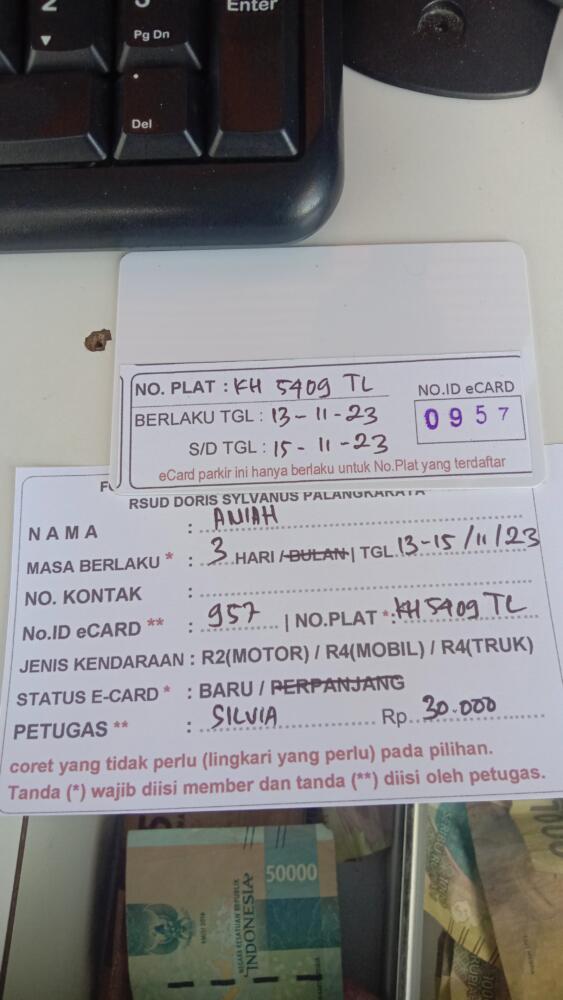 2
▼
3
Pg Dn
Enter
.
Del
NO. PLAT : KH 5409 TL
BERLAKU TGL : 13-11-23
S/D TGL : 15-11-23
NO.ID eCARD
0957
eCard parkir ini hanya berlaku untuk No.Plat yang terdaftar
RSUD DORIS SYLVANUS PALANGKARAYA
NAMA : ANIAH
MASA BERLAKU * : 3 HARI / BULAN | TGL. 13-15/11/23
NO. KONTAK :
No.ID eCARD ** : 957 | NO.PLAT *: KH 5409 TL
JENIS KENDARAAN : R2(MOTOR) / R4(MOBIL) / R4(TRUK)
STATUS E-CARD * : BARU / PERPANJANG
PETUGAS ** : SILVIA Rp. 30.000
coret yang tidak perlu (lingkari yang perlu) pada pilihan.
Tanda (*) wajib diisi member dan tanda (**) diisi oleh petugas.
50000
NEGARA KESATUAN REPUBLIK
INDONESIA